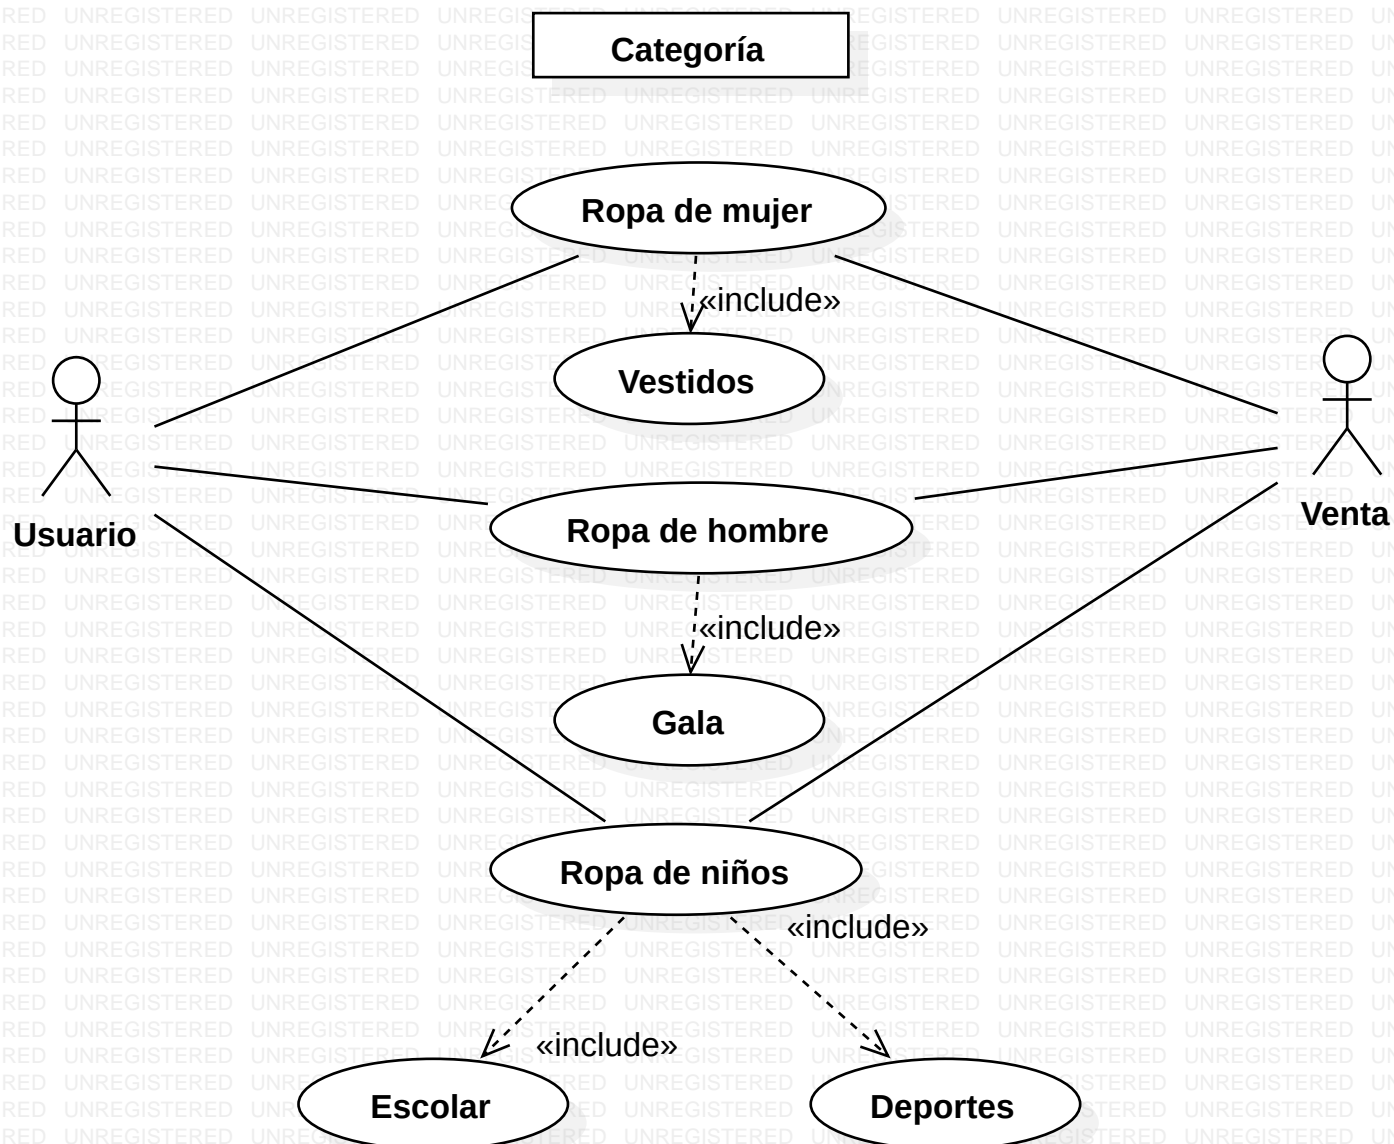 Categoría
Ropa de mujer
«include»
Vestidos
Usuario
Venta
Ropa de hombre
«include»
Gala
Ropa de niños
«include»
«include»
Escolar
Deportes
UNREGISTERED